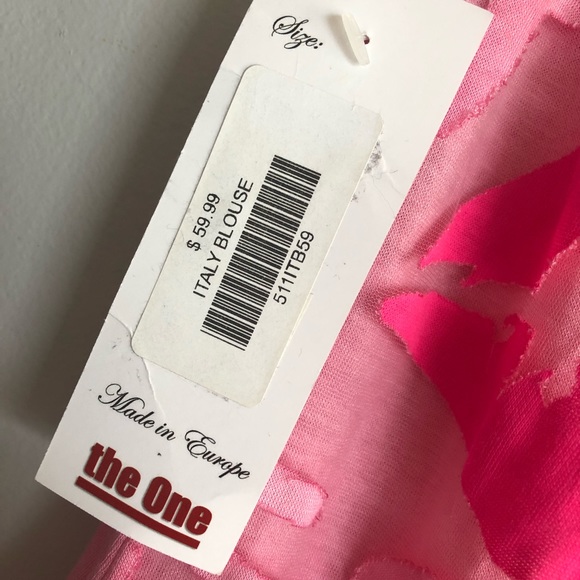 Size:
$ 59.99
ITALY BLOUSE
511ITB59
Made in Europe
the One